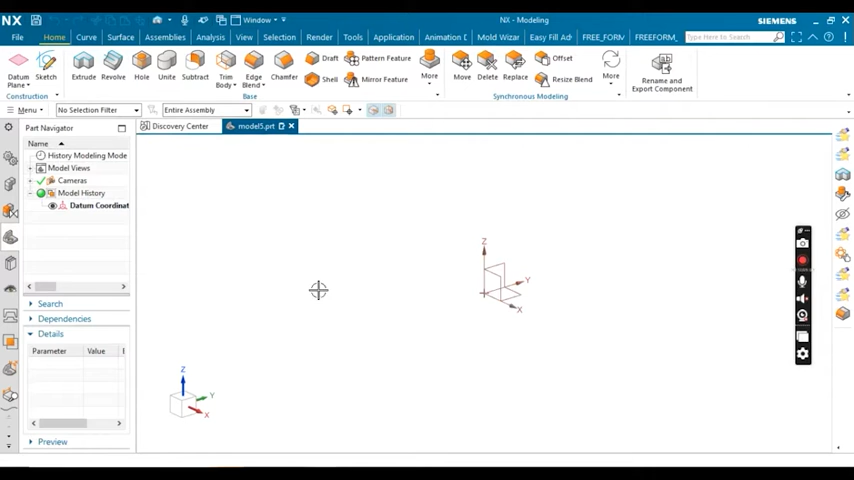 NX
Window
NX - Modeling
SIEMENS
File
Home
Curve
Surface
Assemblies
Analysis
View
Selection
Render
Tools
Application
Animation D
Mold Wizar
Easy Fill Ad
FREE_FORM
FREEFORM_
Type Here to Search
Datum Plane
Sketch
Extrude
Revolve
Hole
Unite
Subtract
Trim Body
Edge Blend
Chamfer
Draft
Shell
Pattern Feature
Mirror Feature
More
Move
Delete
Replace
Offset
Resize Blend
More
Rename and Export Component
Construction
Base
Synchronous Modeling
Menu
No Selection Filter
Entire Assembly
Part Navigator
Discovery Center
model5.prt
Name
History Modeling Mode
Model Views
Cameras
Model History
Datum Coordinat
Search
Dependencies
Details
Parameter
Value
Preview
Z
Y
X
Z
Y
X